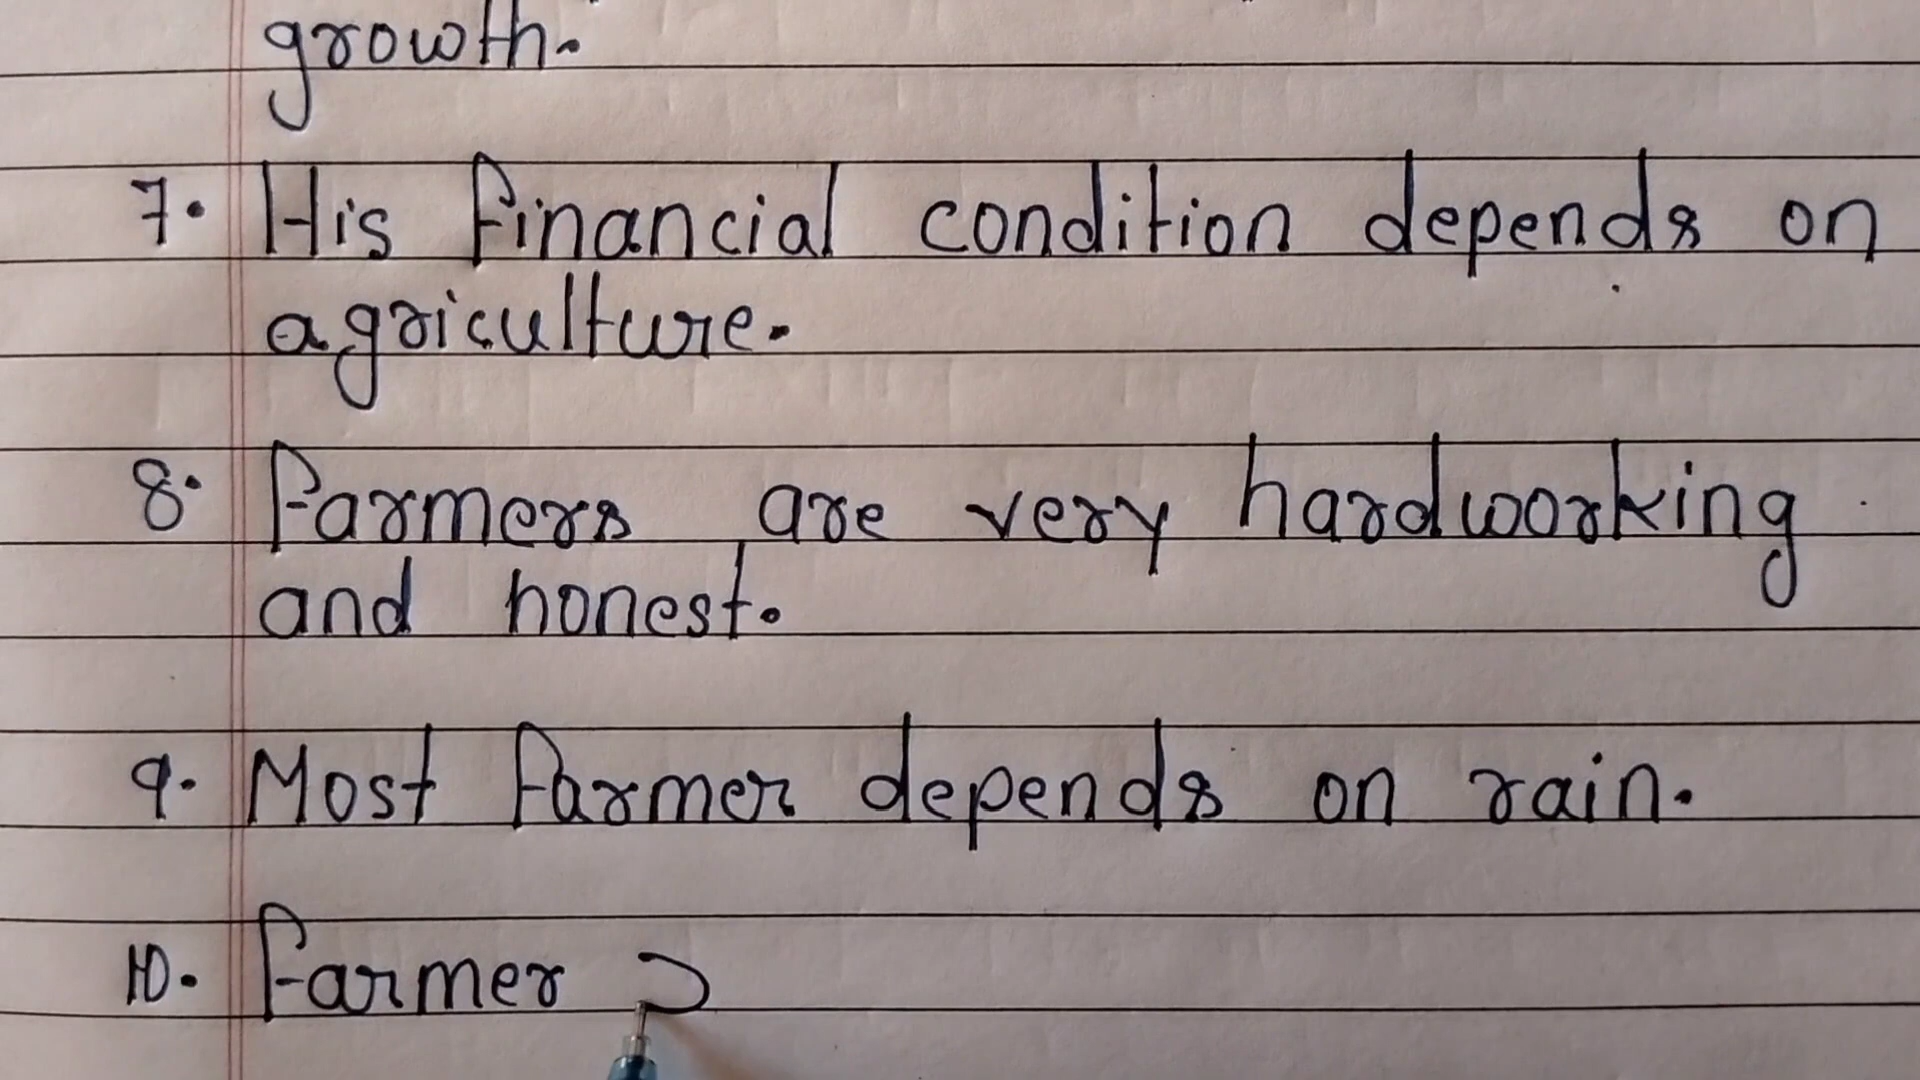 growth.
7. His financial condition depends on
agriculture.
8. Farmers are very hardworking
and honest.
9. Most farmer depends on rain.
10. Farmer